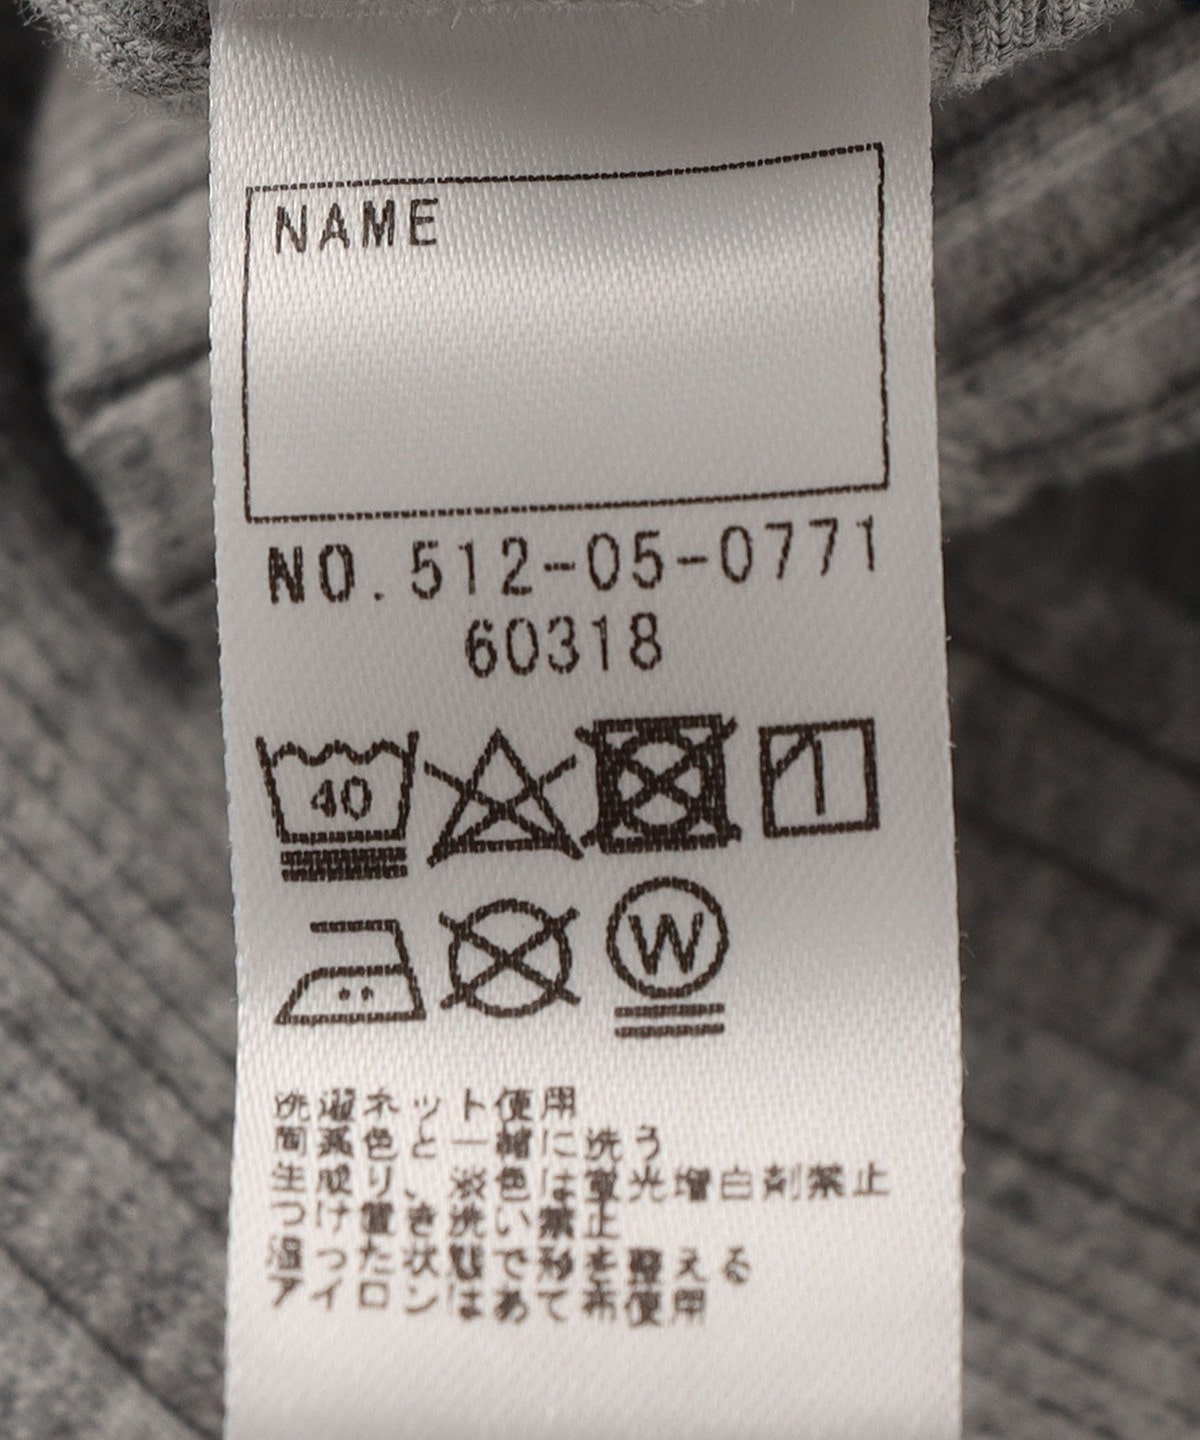 NAME
NO.512-05-0771
60318
40
W
洗濯ネット使用
同系色と一緒に洗う
生成り、淡色は蛍光増白剤禁止
つけ置き洗い禁止
湿った状態で形を整える
アイロンはあて布使用